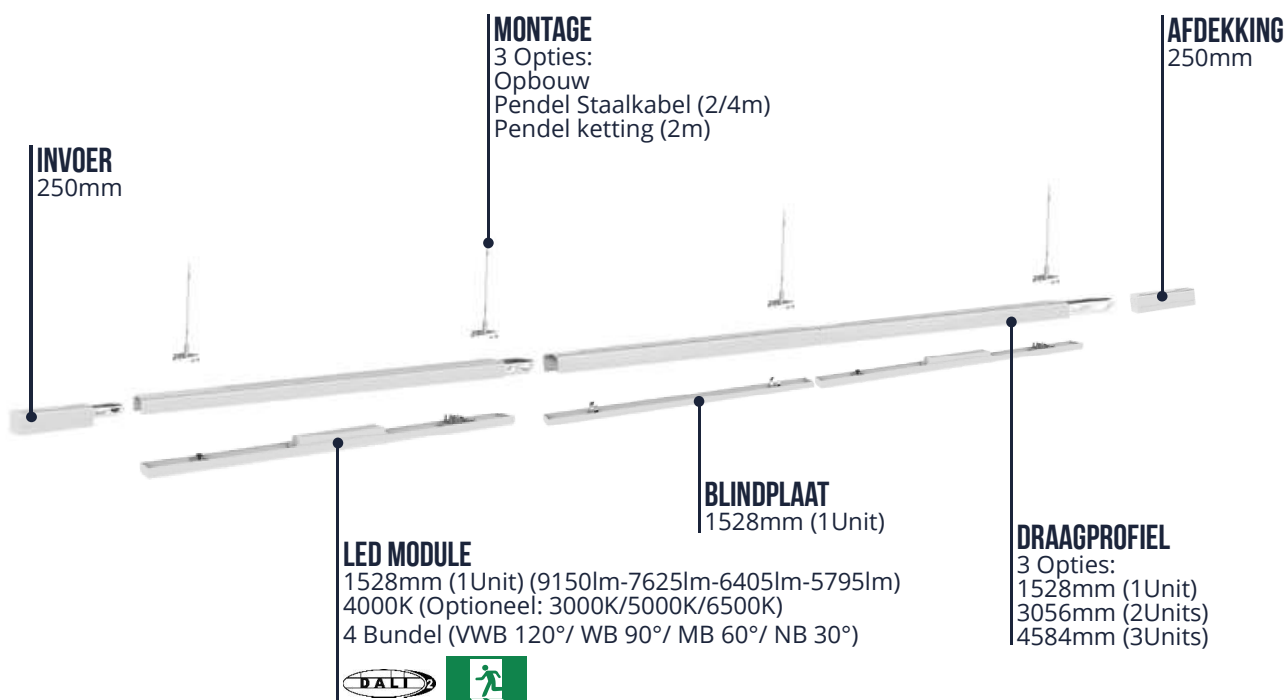 MONTAGE
3 Opties:
Opbouw
Pendel Staalkabel (2/4m)
Pendel ketting (2m)
AFDEKKING
250mm
INVOER
250mm
BLINDPLAAT
1528mm (1Unit)
LED MODULE
1528mm (1Unit) (9150lm-7625lm-6405lm-5795lm)
4000K (Optioneel: 3000K/5000K/6500K)
4 Bundel (VWB 120°/ WB 90°/ MB 60°/ NB 30°)
DALI 2
DRAAGPROFIEL
3 Opties:
1528mm (1Unit)
3056mm (2Units)
4584mm (3Units)